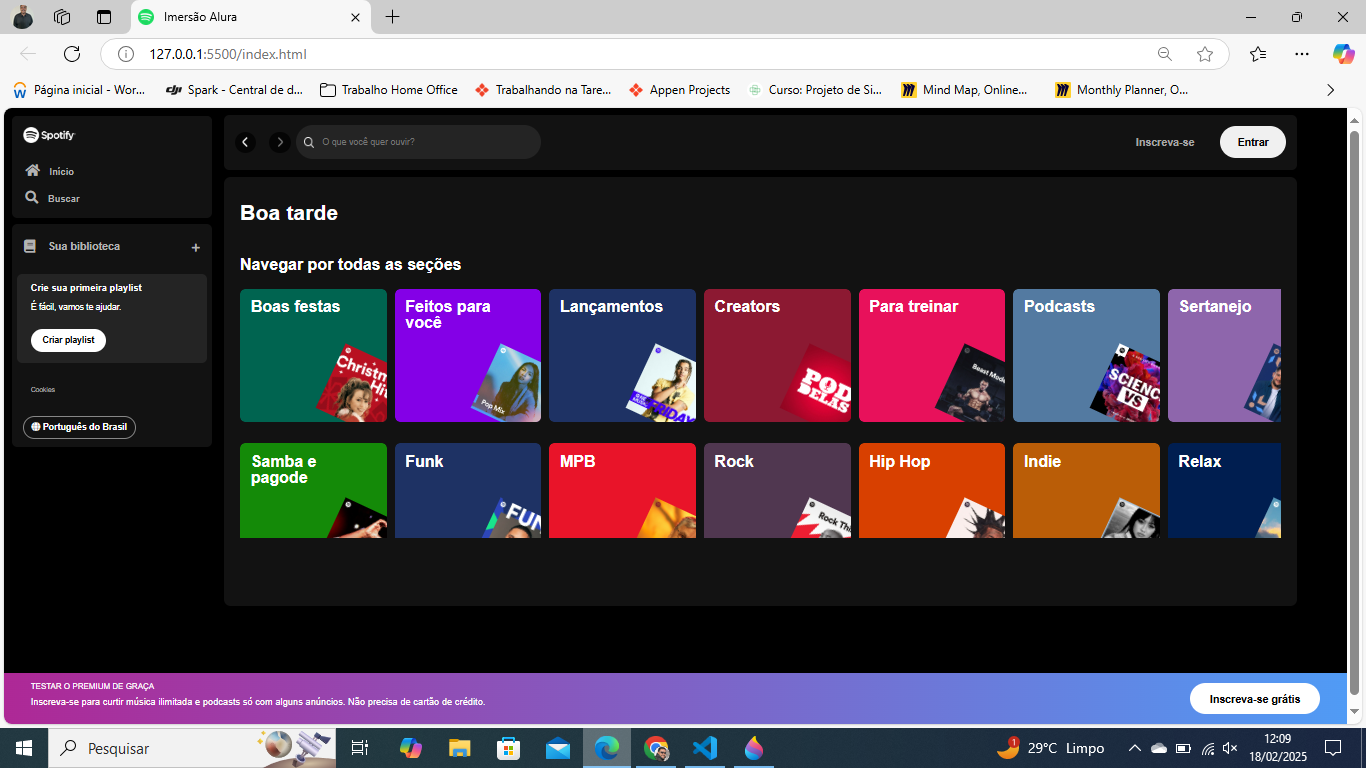 Imersão Alura
127.0.0.1:5500/index.html
Página inicial - Wor...
Spark - Central de d...
Trabalho Home Office
Trabalhando na Tare...
Appen Projects
Curso: Projeto de Si...
Mind Map, Online...
Monthly Planner, O...
Spotify
Início
Buscar
Sua biblioteca
+
Crie sua primeira playlist
É fácil, vamos te ajudar.
Criar playlist
Cookies
Português do Brasil
O que você quer ouvir?
Inscreva-se
Entrar
Boa tarde
Navegar por todas as seções
Boas festas
Christm
Hit
Feitos para
você
Pop Mix
Lançamentos
FRIDAY
Creators
POD
DELAS
Para treinar
Beast Mode
Podcasts
SCIENC
VS
Sertanejo
Samba e
pagode
Funk
FUN
MPB
Rock
Rock Thi
Hip Hop
Indie
Relax
TESTAR O PREMIUM DE GRAÇA
Inscreva-se para curtir música ilimitada e podcasts só com alguns anúncios. Não precisa de cartão de crédito.
Inscreva-se grátis
Pesquisar
1
29°C Limpo
12:09
18/02/2025